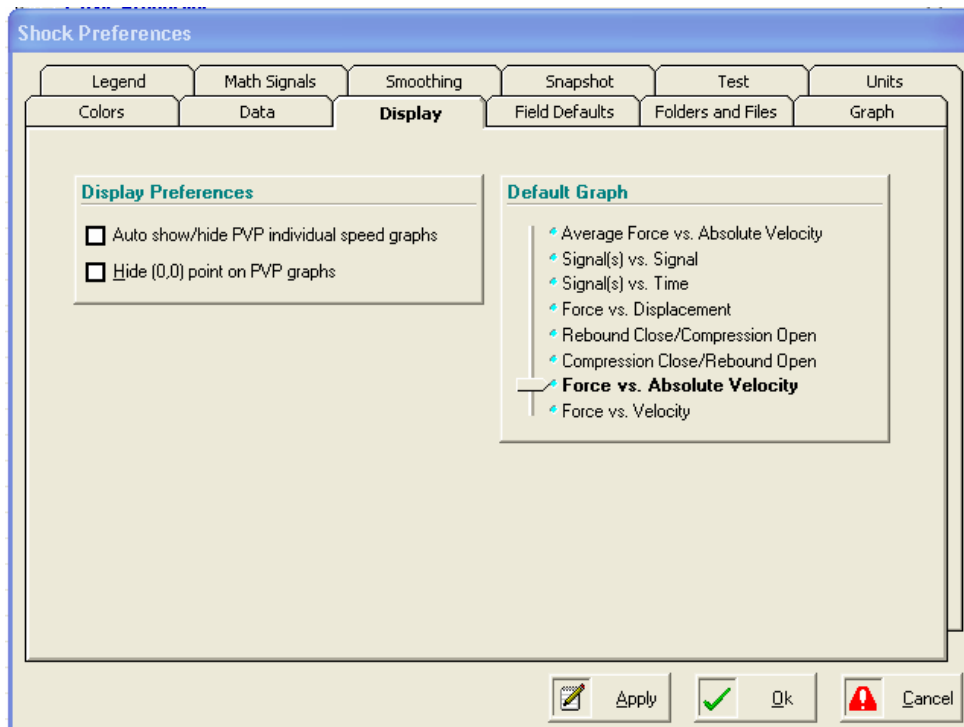 Shock Preferences
Legend Math Signals Smoothing Snapshot Test Units
Colors Data Display Field Defaults Folders and Files Graph
Display Preferences
Auto show/hide PVP individual speed graphs
Hide (0,0) point on PVP graphs
Default Graph
Average Force vs. Absolute Velocity
Signal(s) vs. Signal
Signal(s) vs. Time
Force vs. Displacement
Rebound Close/Compression Open
Compression Close/Rebound Open
Force vs. Absolute Velocity
Force vs. Velocity
Apply Ok Cancel